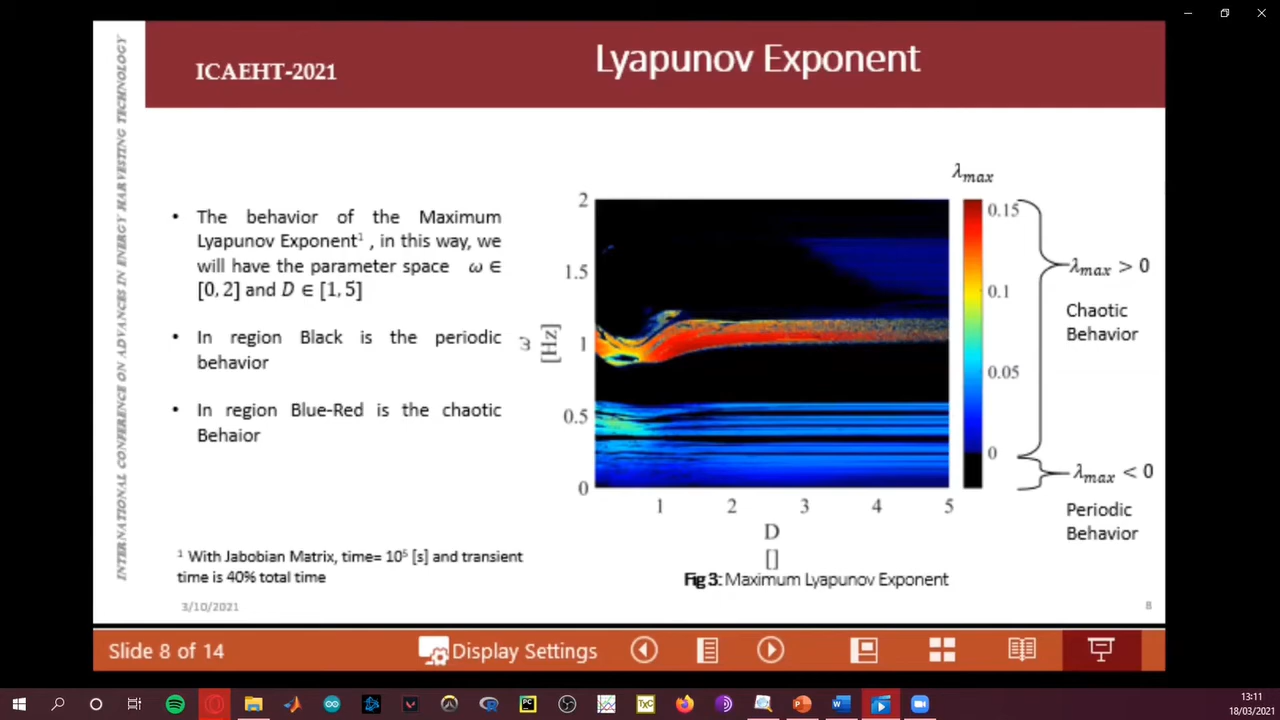 ICAEHT-2021
Lyapunov Exponent
INTERNATIONAL CONFERENCE ON ADVANCES IN ENERGY HARVESTING TECHNOLOGY
• The behavior of the Maximum
Lyapunov Exponent¹ , in this way, we
will have the parameter space ω ∈
[0, 2] and D ∈ [1, 5]
• In region Black is the periodic
behavior
• In region Blue-Red is the chaotic
Behaior
¹ With Jabobian Matrix, time= 10⁵ [s] and transient
time is 40% total time
3/10/2021
ω
[Hz]
2
1.5
1
0.5
0
1 2 3 4 5
D
[]
Fig 3: Maximum Lyapunov Exponent
λmax
0.15
0.1
0.05
0
λmax > 0
Chaotic
Behavior
λmax < 0
Periodic
Behavior
8
Slide 8 of 14
Display Settings
PC
TxC
R
W
13:11
18/03/2021